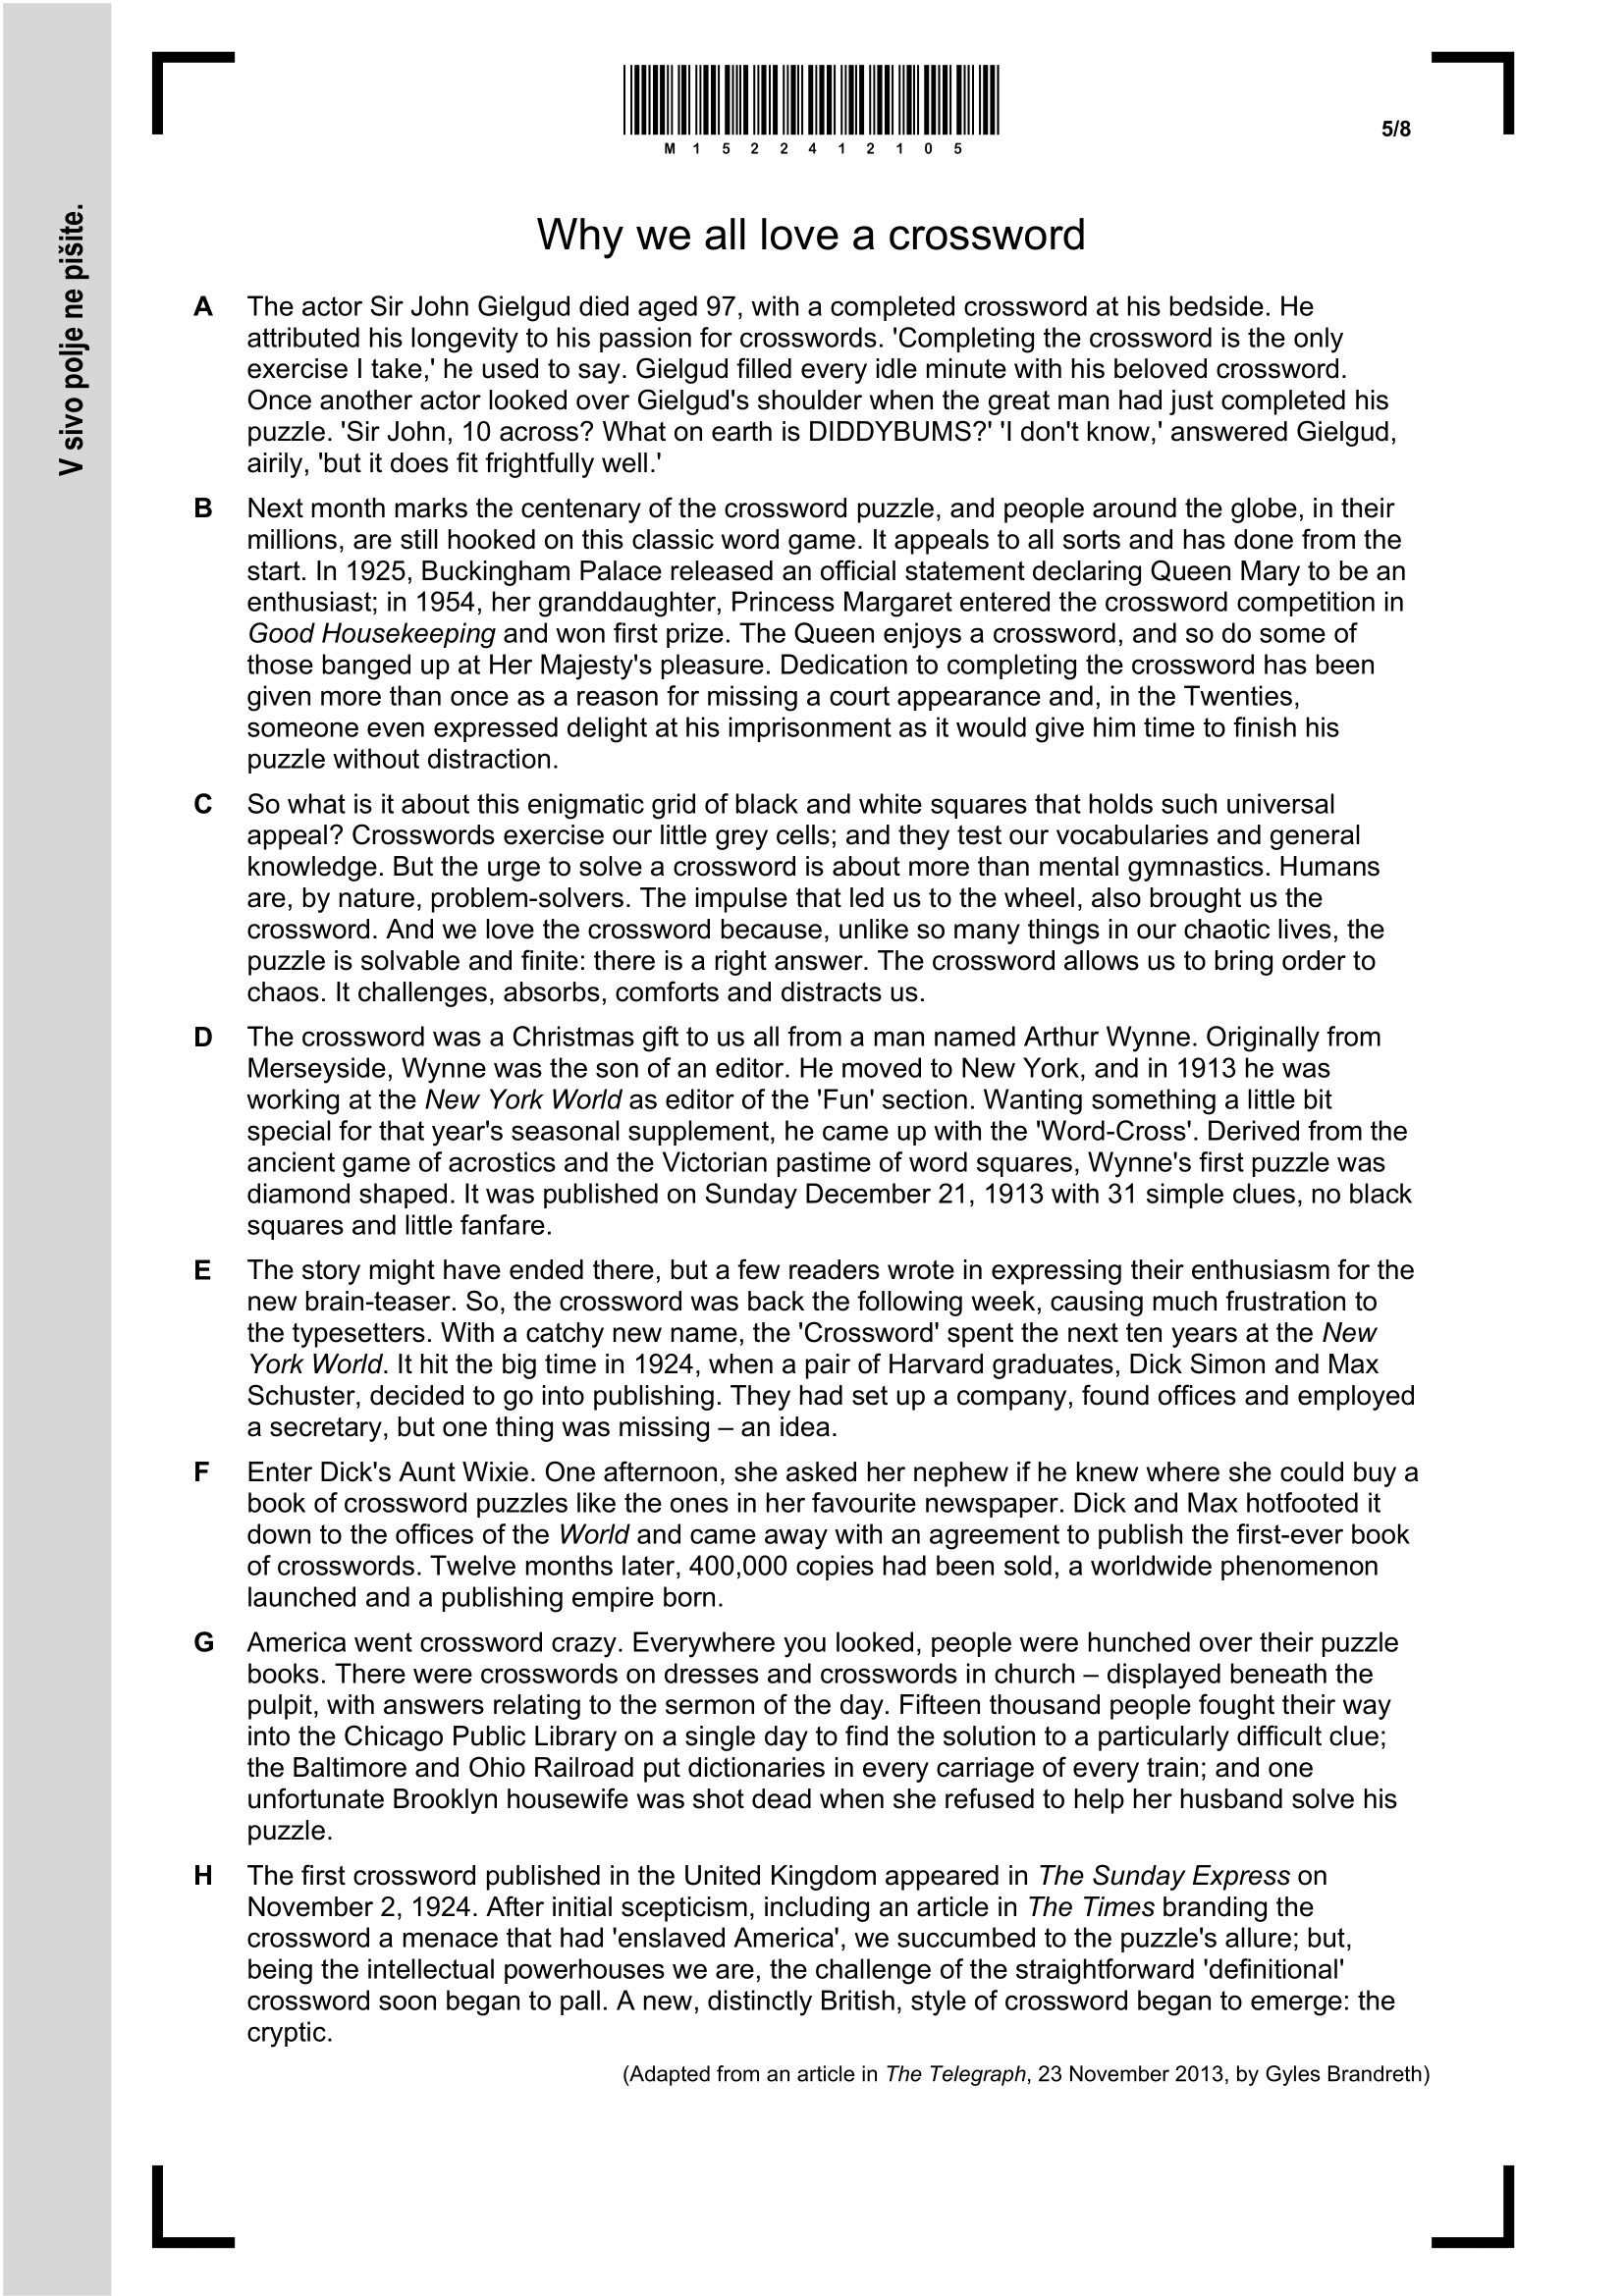 M 1 5 2 2 4 1 2 1 0 5
5/8
V sivo polje ne pišite.
Why we all love a crossword
A The actor Sir John Gielgud died aged 97, with a completed crossword at his bedside. He
attributed his longevity to his passion for crosswords. 'Completing the crossword is the only
exercise I take,' he used to say. Gielgud filled every idle minute with his beloved crossword.
Once another actor looked over Gielgud's shoulder when the great man had just completed his
puzzle. 'Sir John, 10 across? What on earth is DIDDYBUMS?' 'I don't know,' answered Gielgud,
airily, 'but it does fit frightfully well.'
B Next month marks the centenary of the crossword puzzle, and people around the globe, in their
millions, are still hooked on this classic word game. It appeals to all sorts and has done from the
start. In 1925, Buckingham Palace released an official statement declaring Queen Mary to be an
enthusiast; in 1954, her granddaughter, Princess Margaret entered the crossword competition in
Good Housekeeping and won first prize. The Queen enjoys a crossword, and so do some of
those banged up at Her Majesty's pleasure. Dedication to completing the crossword has been
given more than once as a reason for missing a court appearance and, in the Twenties,
someone even expressed delight at his imprisonment as it would give him time to finish his
puzzle without distraction.
C So what is it about this enigmatic grid of black and white squares that holds such universal
appeal? Crosswords exercise our little grey cells; and they test our vocabularies and general
knowledge. But the urge to solve a crossword is about more than mental gymnastics. Humans
are, by nature, problem-solvers. The impulse that led us to the wheel, also brought us the
crossword. And we love the crossword because, unlike so many things in our chaotic lives, the
puzzle is solvable and finite: there is a right answer. The crossword allows us to bring order to
chaos. It challenges, absorbs, comforts and distracts us.
D The crossword was a Christmas gift to us all from a man named Arthur Wynne. Originally from
Merseyside, Wynne was the son of an editor. He moved to New York, and in 1913 he was
working at the New York World as editor of the 'Fun' section. Wanting something a little bit
special for that year's seasonal supplement, he came up with the 'Word-Cross'. Derived from the
ancient game of acrostics and the Victorian pastime of word squares, Wynne's first puzzle was
diamond shaped. It was published on Sunday December 21, 1913 with 31 simple clues, no black
squares and little fanfare.
E The story might have ended there, but a few readers wrote in expressing their enthusiasm for the
new brain-teaser. So, the crossword was back the following week, causing much frustration to
the typesetters. With a catchy new name, the 'Crossword' spent the next ten years at the New
York World. It hit the big time in 1924, when a pair of Harvard graduates, Dick Simon and Max
Schuster, decided to go into publishing. They had set up a company, found offices and employed
a secretary, but one thing was missing – an idea.
F Enter Dick's Aunt Wixie. One afternoon, she asked her nephew if he knew where she could buy a
book of crossword puzzles like the ones in her favourite newspaper. Dick and Max hotfooted it
down to the offices of the World and came away with an agreement to publish the first-ever book
of crosswords. Twelve months later, 400,000 copies had been sold, a worldwide phenomenon
launched and a publishing empire born.
G America went crossword crazy. Everywhere you looked, people were hunched over their puzzle
books. There were crosswords on dresses and crosswords in church – displayed beneath the
pulpit, with answers relating to the sermon of the day. Fifteen thousand people fought their way
into the Chicago Public Library on a single day to find the solution to a particularly difficult clue;
the Baltimore and Ohio Railroad put dictionaries in every carriage of every train; and one
unfortunate Brooklyn housewife was shot dead when she refused to help her husband solve his
puzzle.
H The first crossword published in the United Kingdom appeared in The Sunday Express on
November 2, 1924. After initial scepticism, including an article in The Times branding the
crossword a menace that had 'enslaved America', we succumbed to the puzzle's allure; but,
being the intellectual powerhouses we are, the challenge of the straightforward 'definitional'
crossword soon began to pall. A new, distinctly British, style of crossword began to emerge: the
cryptic.
(Adapted from an article in The Telegraph, 23 November 2013, by Gyles Brandreth)